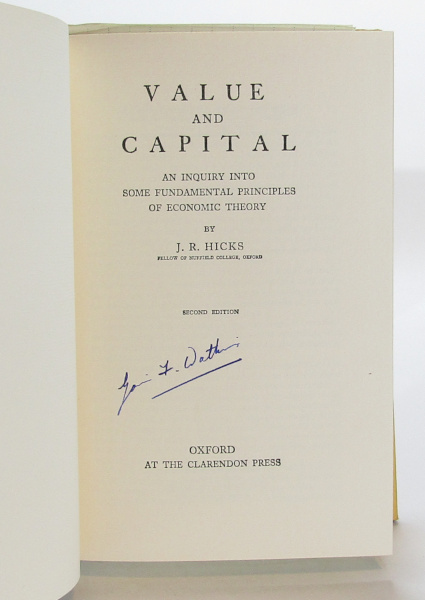 VALUE
AND
CAPITAL
AN INQUIRY INTO
SOME FUNDAMENTAL PRINCIPLES
OF ECONOMIC THEORY
BY
J. R. HICKS
FELLOW OF NUFFIELD COLLEGE, OXFORD
SECOND EDITION
F.
OXFORD
AT THE CLARENDON PRESS